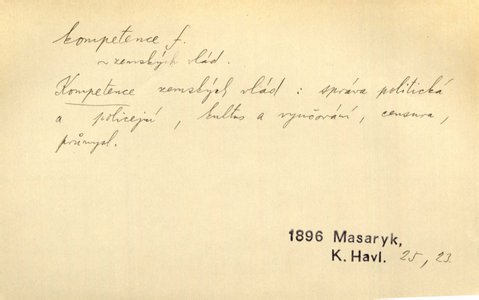 kompetence f.
~ zemských vlád.
Kompetence zemských vlád : správa politická
a policejní, kultus a vyučování, censura,
průmysl.
1896 Masaryk,
K. Havl. 25, 23.